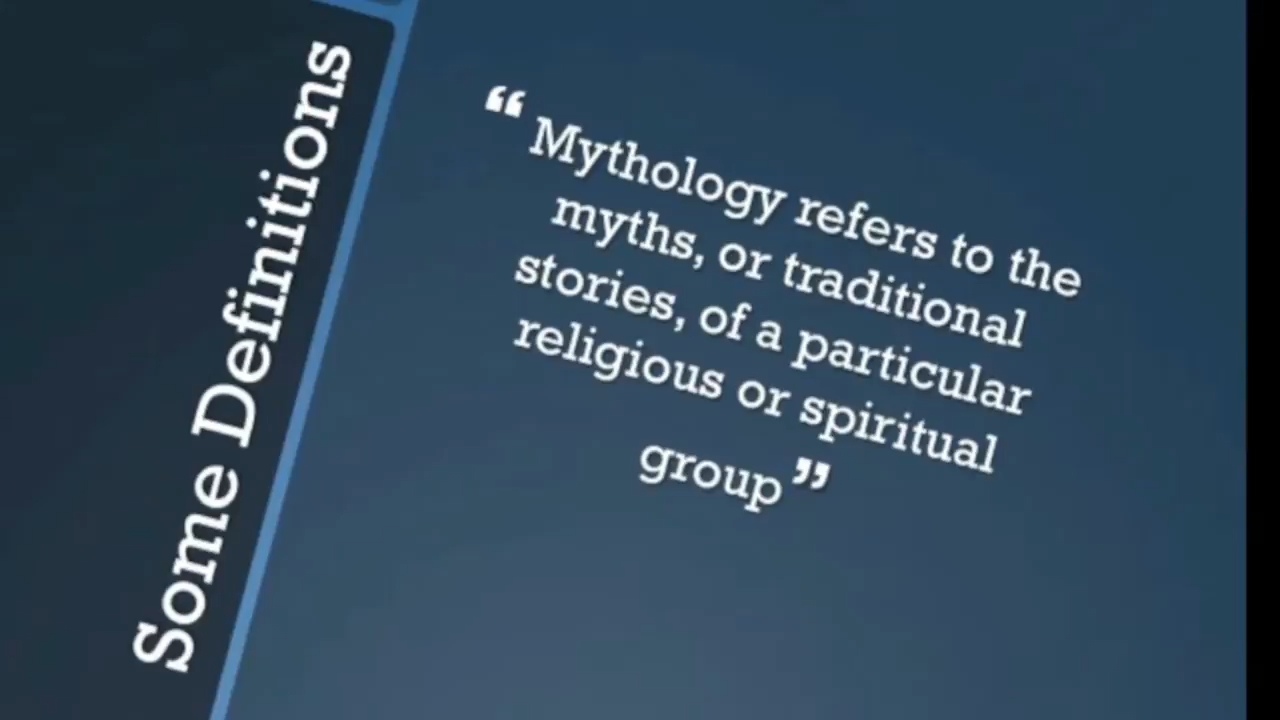 Some Definitions
“ Mythology refers to the
myths, or traditional
stories, of a particular
religious or spiritual
group ”